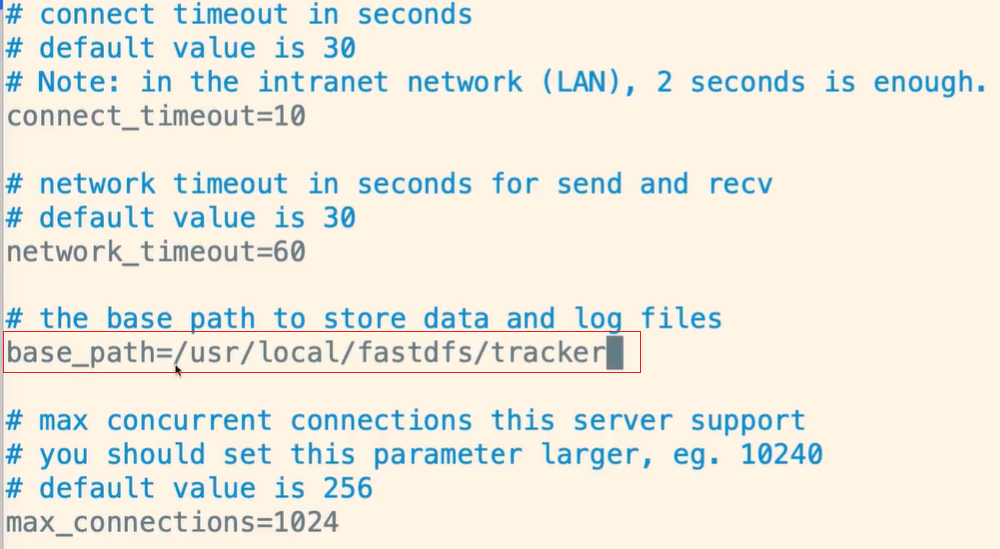 # connect timeout in seconds
# default value is 30
# Note: in the intranet network (LAN), 2 seconds is enough.
connect_timeout=10
# network timeout in seconds for send and recv
# default value is 30
network_timeout=60
# the base path to store data and log files
base_path=/usr/local/fastdfs/tracker
# max concurrent connections this server support
# you should set this parameter larger, eg. 10240
# default value is 256
max_connections=1024